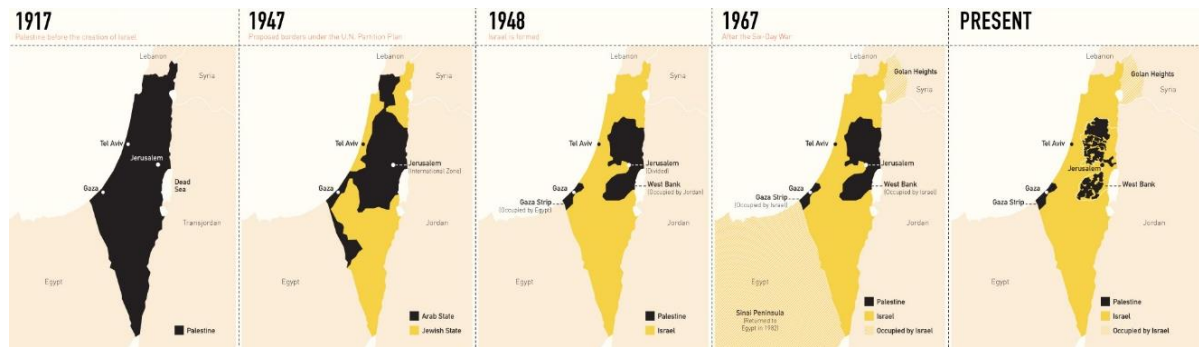 1917
Palestine before the creation of Israel
Tel Aviv
Jerusalem
Gaza
Dead
Sea
Transjordan
Egypt
Palestine
1947
Proposed borders under the U.N. Partition Plan
Lebanon
Syria
Tel Aviv
Jerusalem
(International Zone)
Gaza
Jordan
Egypt
Arab State
Jewish State
1948
Israel is formed
Lebanon
Syria
Tel Aviv
Jerusalem
(Divided)
Gaza
West Bank
(Occupied by Jordan)
Gaza Strip
(Occupied by Egypt)
Jordan
Egypt
Palestine
Israel
1967
After the Six-Day War
Lebanon
Golan Heights
Syria
Tel Aviv
Jerusalem
Gaza
West Bank
(Occupied by Israel)
Gaza Strip
(Occupied by Israel)
Jordan
Egypt
Sinai Peninsula
(Returned to
Egypt in 1982)
Palestine
Israel
Occupied by Israel
PRESENT
Lebanon
Golan Heights
Syria
Tel Aviv
Jerusalem
Gaza
West Bank
Gaza Strip
Jordan
Egypt
Palestine
Israel
Occupied by Israel